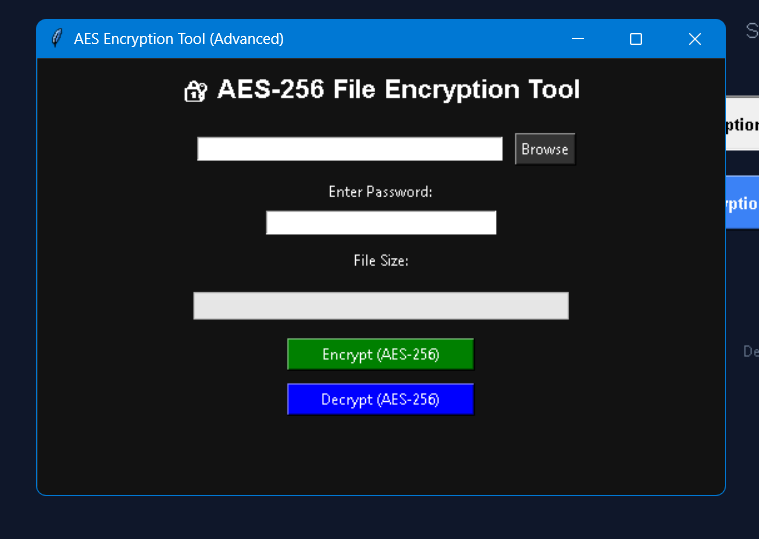 AES Encryption Tool (Advanced)
AES-256 File Encryption Tool
Browse
Enter Password:
File Size:
Encrypt (AES-256)
Decrypt (AES-256)